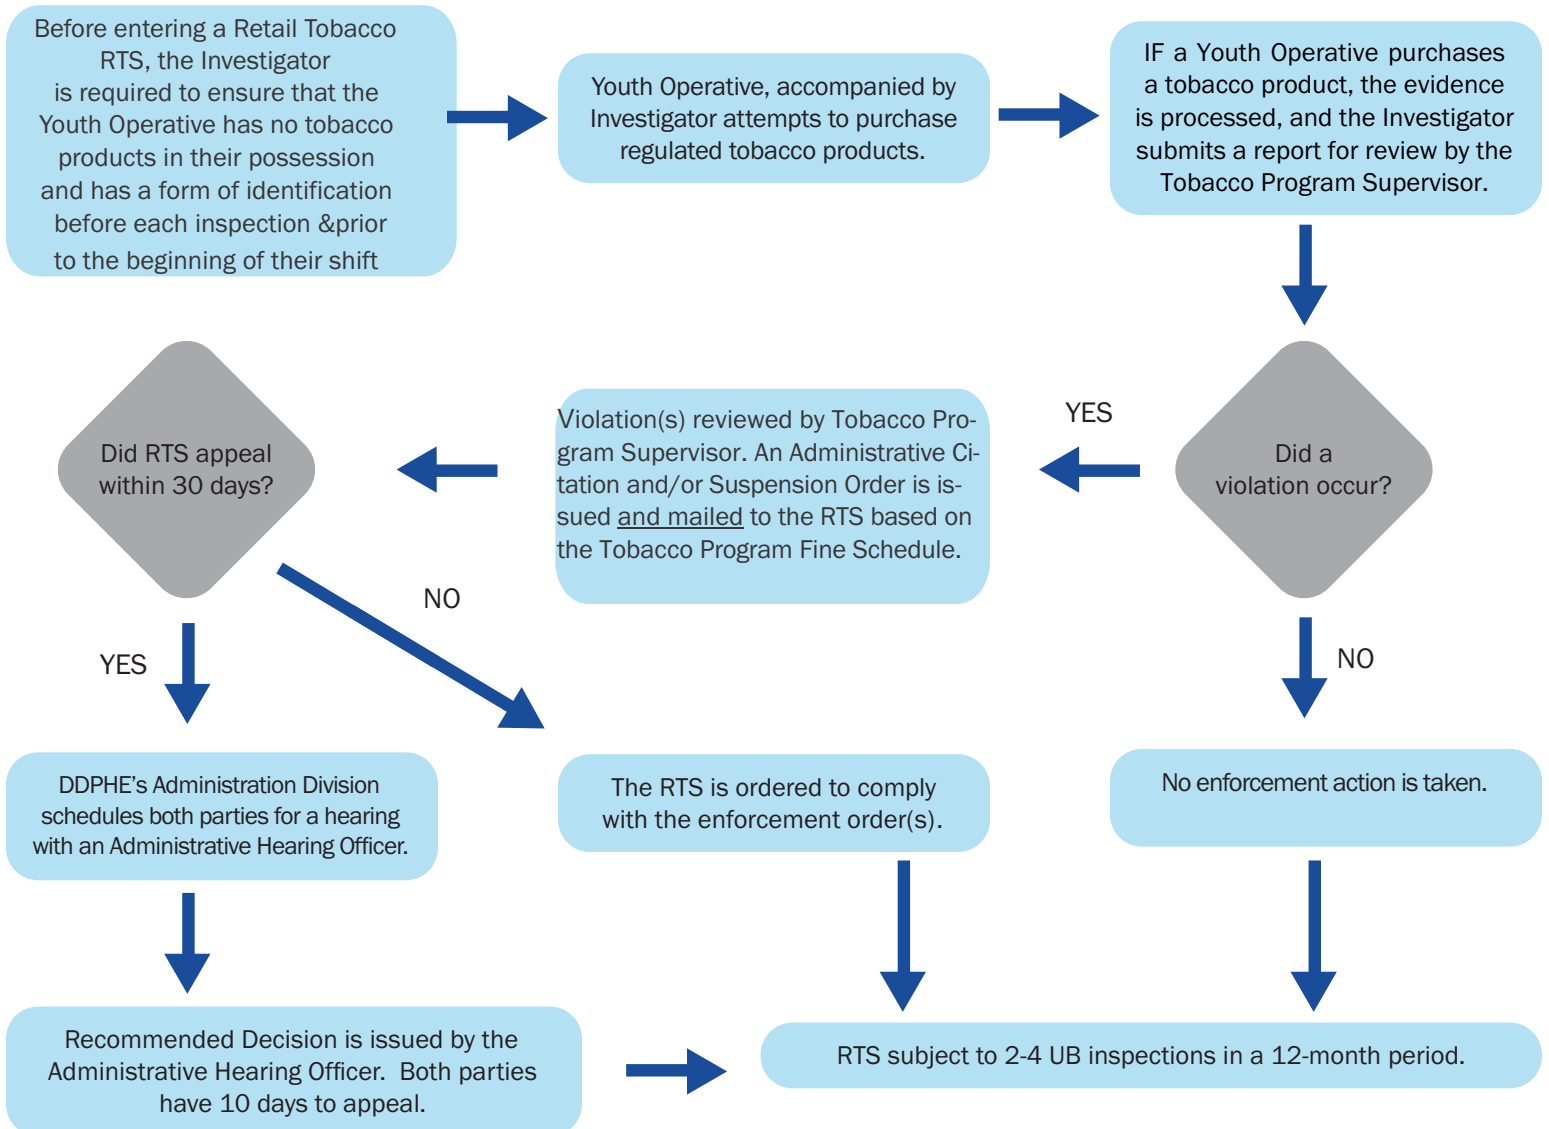 Before entering a Retail Tobacco
RTS, the Investigator
is required to ensure that the
Youth Operative has no tobacco
products in their possession
and has a form of identification
before each inspection &prior
to the beginning of their shift
Youth Operative, accompanied by
Investigator attempts to purchase
regulated tobacco products.
IF a Youth Operative purchases
a tobacco product, the evidence
is processed, and the Investigator
submits a report for review by the
Tobacco Program Supervisor.
Did a
violation occur?
YES
Violation(s) reviewed by Tobacco Pro-
gram Supervisor. An Administrative Ci-
tation and/or Suspension Order is is-
sued and mailed to the RTS based on
the Tobacco Program Fine Schedule.
Did RTS appeal
within 30 days?
NO
YES
NO
DDPHE’s Administration Division
schedules both parties for a hearing
with an Administrative Hearing Officer.
The RTS is ordered to comply
with the enforcement order(s).
No enforcement action is taken.
Recommended Decision is issued by the
Administrative Hearing Officer.  Both parties
have 10 days to appeal.
RTS subject to 2-4 UB inspections in a 12-month period.